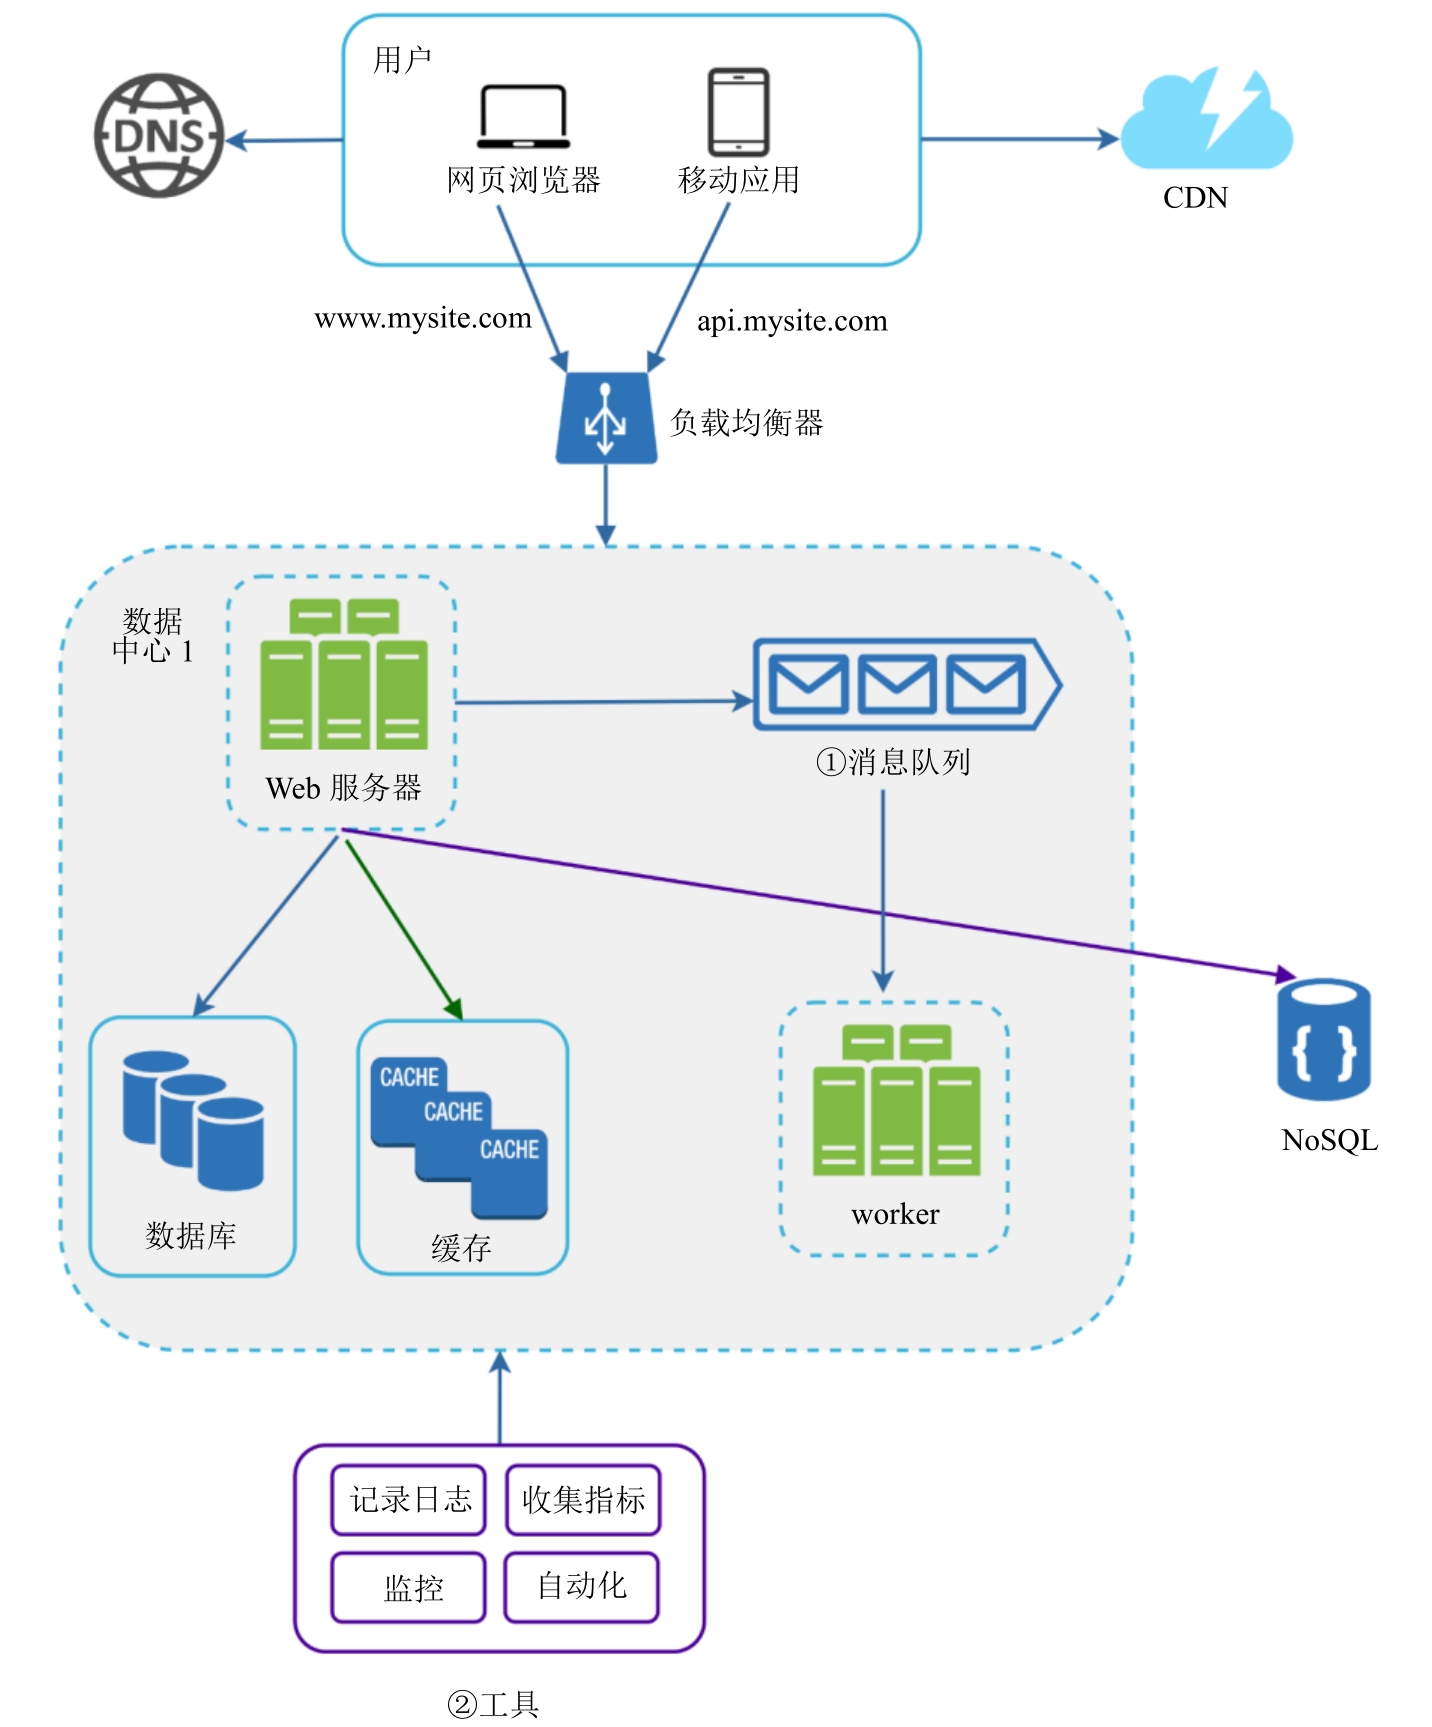 用户
DNS
网页浏览器
移动应用
CDN
www.mysite.com
api.mysite.com
负载均衡器
数据
中心 1
Web 服务器
①消息队列
CACHE
CACHE
CACHE
数据库
缓存
worker
{ }
NoSQL
记录日志
收集指标
监控
自动化
②工具